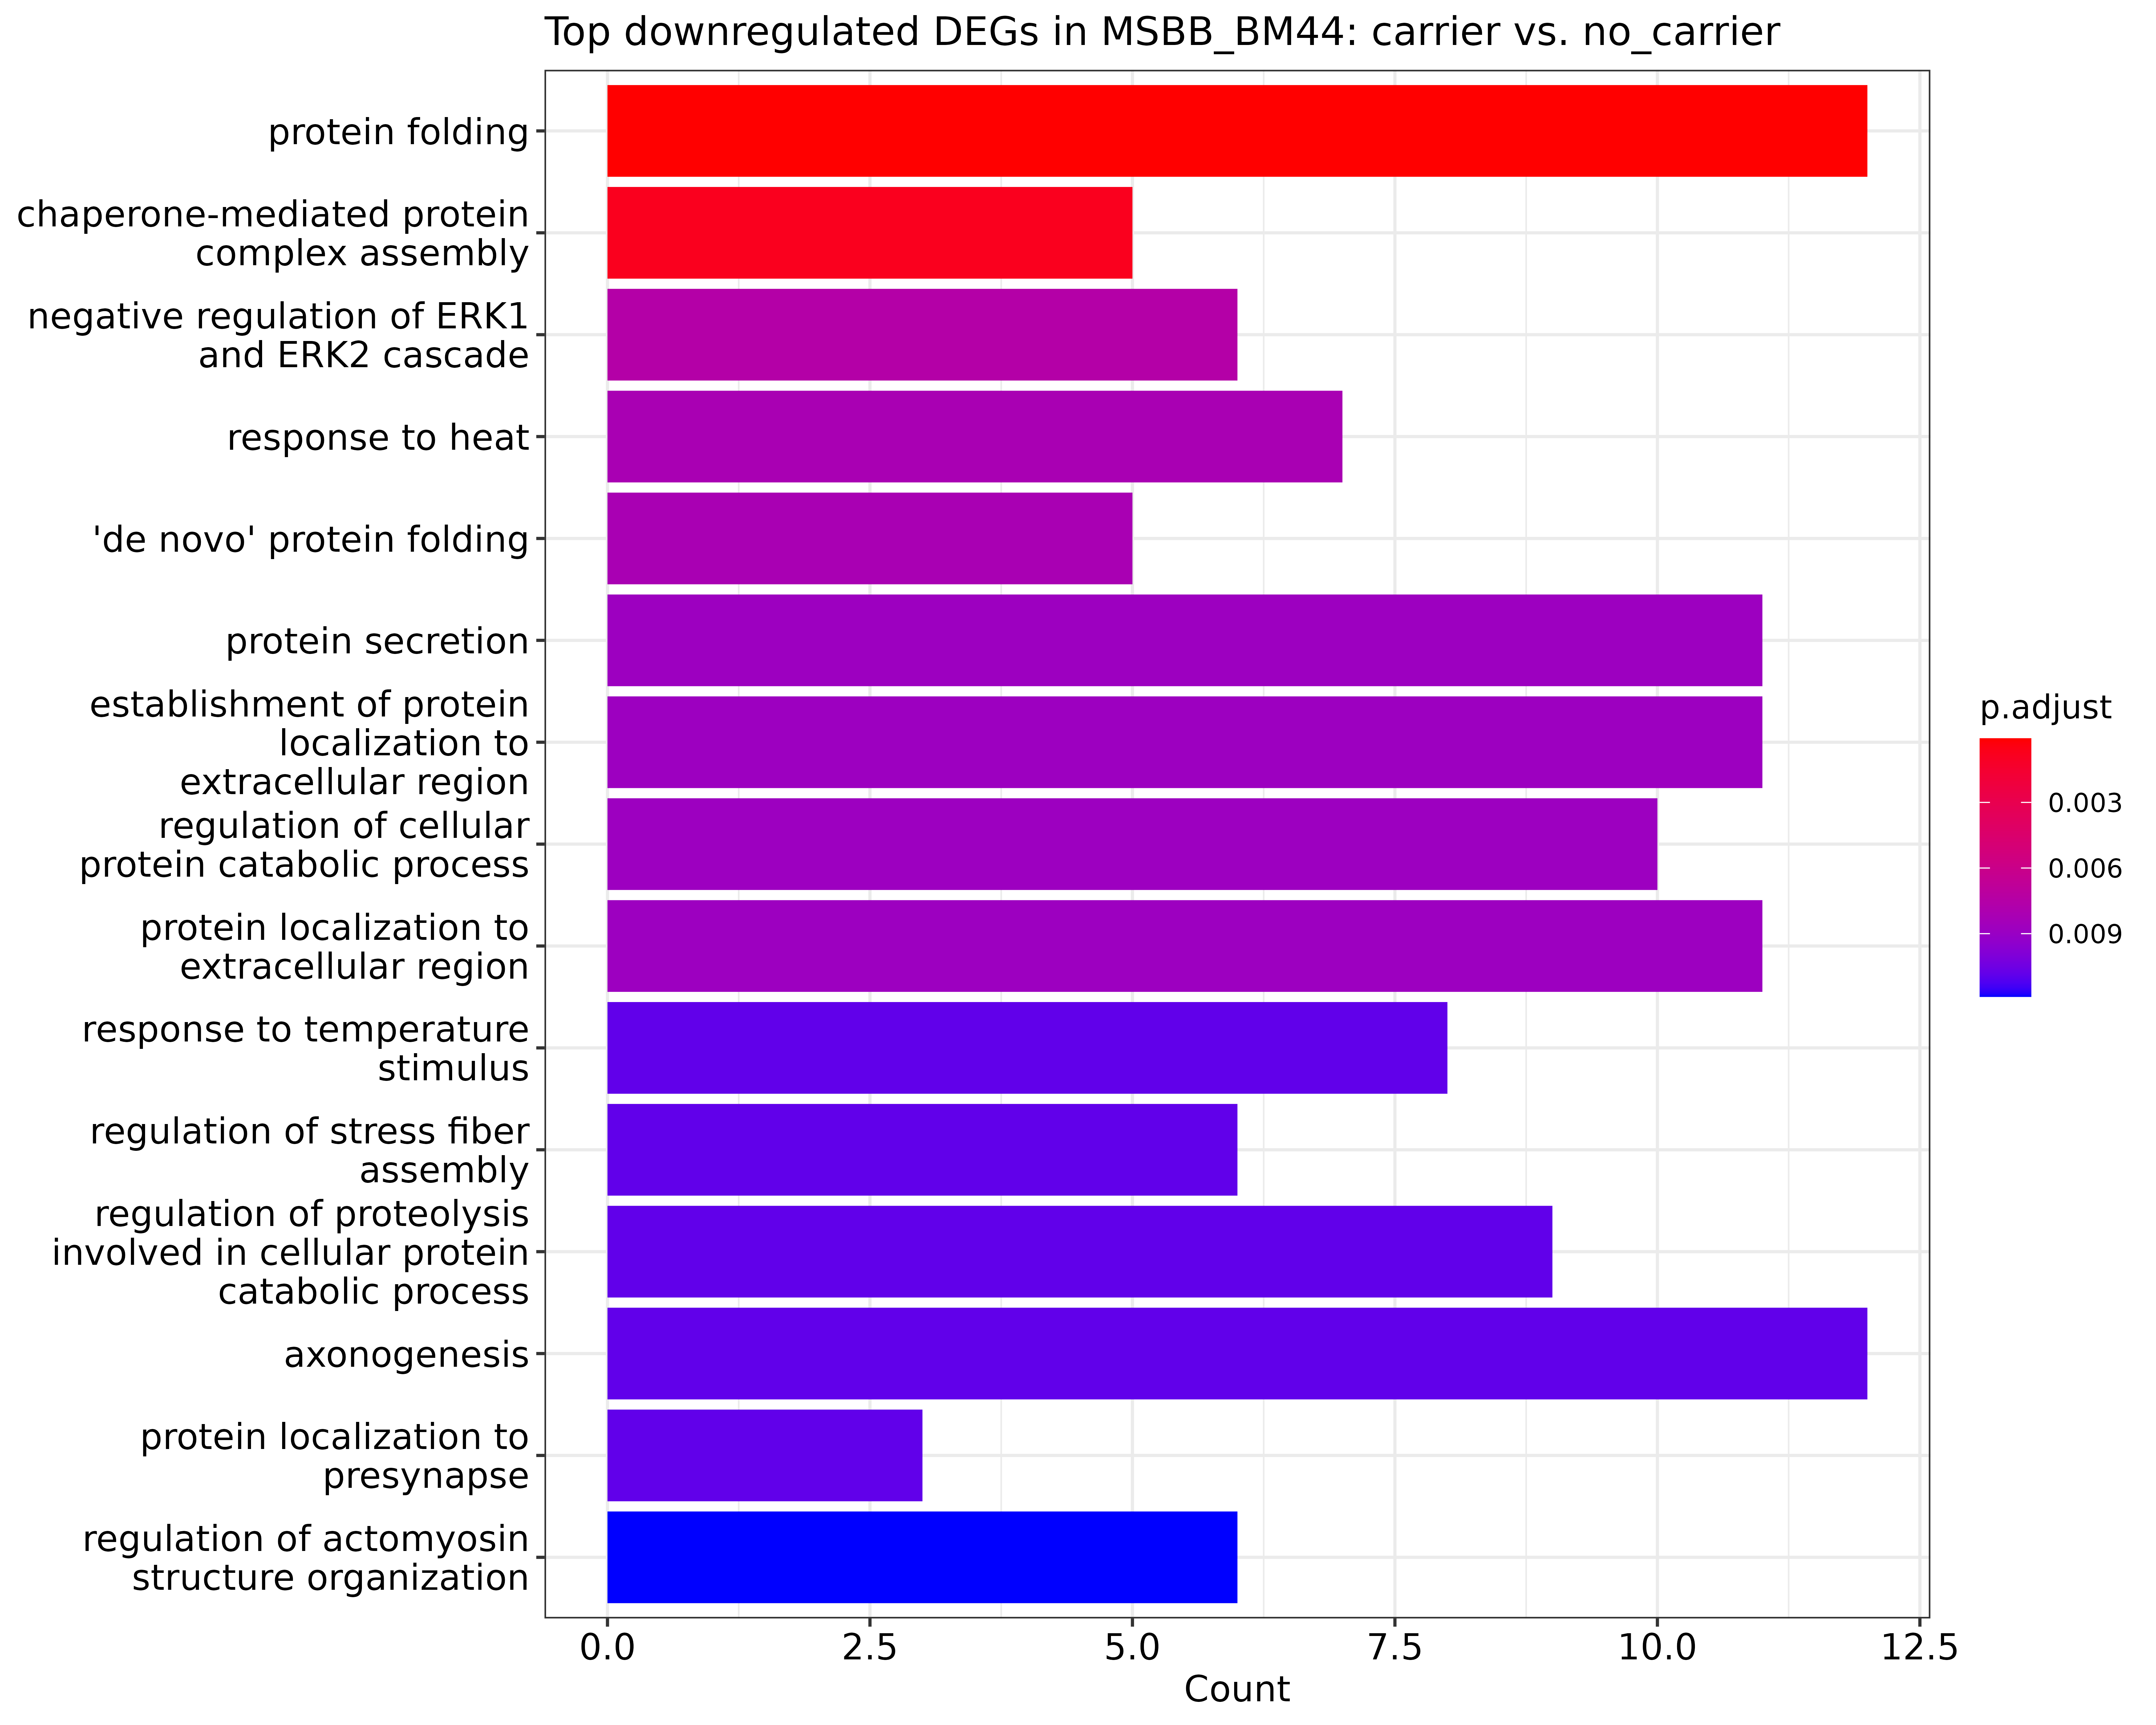 Top downregulated DEGs in MSBB_BM44: carrier vs. no_carrier
protein folding
chaperone-mediated protein
complex assembly
negative regulation of ERK1
and ERK2 cascade
response to heat
'de novo' protein folding
protein secretion
establishment of protein
localization to
extracellular region
regulation of cellular
protein catabolic process
protein localization to
extracellular region
response to temperature
stimulus
regulation of stress fiber
assembly
regulation of proteolysis
involved in cellular protein
catabolic process
axonogenesis
protein localization to
presynapse
regulation of actomyosin
structure organization
0.0 2.5 5.0 7.5 10.0 12.5
Count
p.adjust
0.003
0.006
0.009